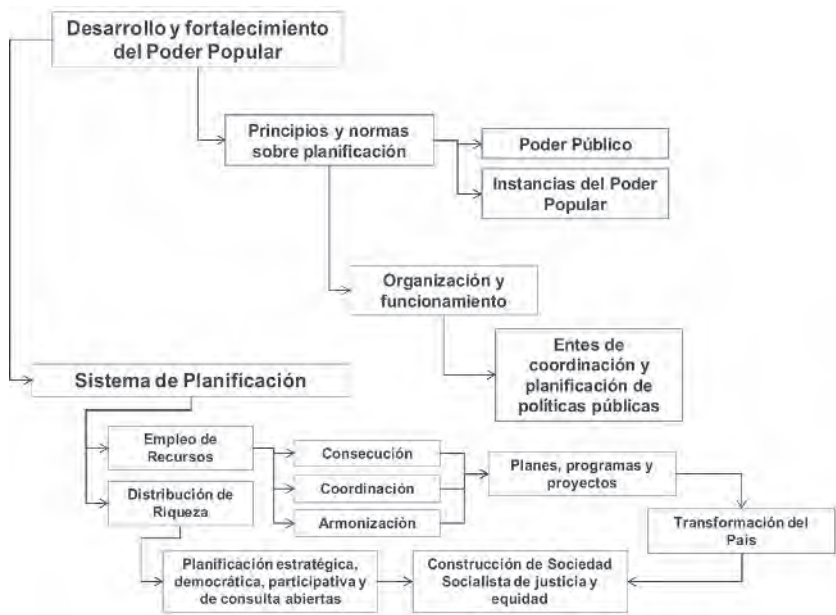 Desarrollo y fortalecimiento
del Poder Popular
Principios y normas
sobre planificación
Poder Público
Instancias del Poder
Popular
Organización y
funcionamiento
Entes de
coordinación y
planificación de
políticas públicas
Sistema de Planificación
Empleo de
Recursos
Consecución
Planes, programas y
proyectos
Distribución de
Riqueza
Coordinación
Armonización
Transformación del
Pais
Planificación estratégica,
democrática, participativa y
de consulta abiertas
Construcción de Sociedad
Socialista de justicia y
equidad